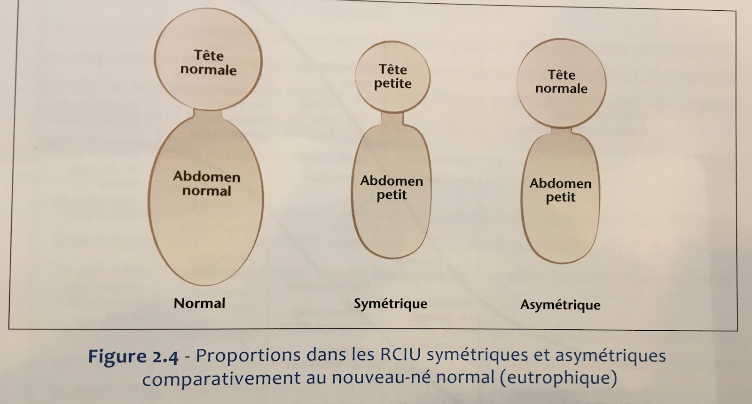 Tête
normale
Abdomen
normal
Normal
Tête
petite
Abdomen
petit
Symétrique
Tête
normale
Abdomen
petit
Asymétrique
Figure 2.4 - Proportions dans les RCIU symétriques et asymétriques
comparativement au nouveau-né normal (eutrophique)